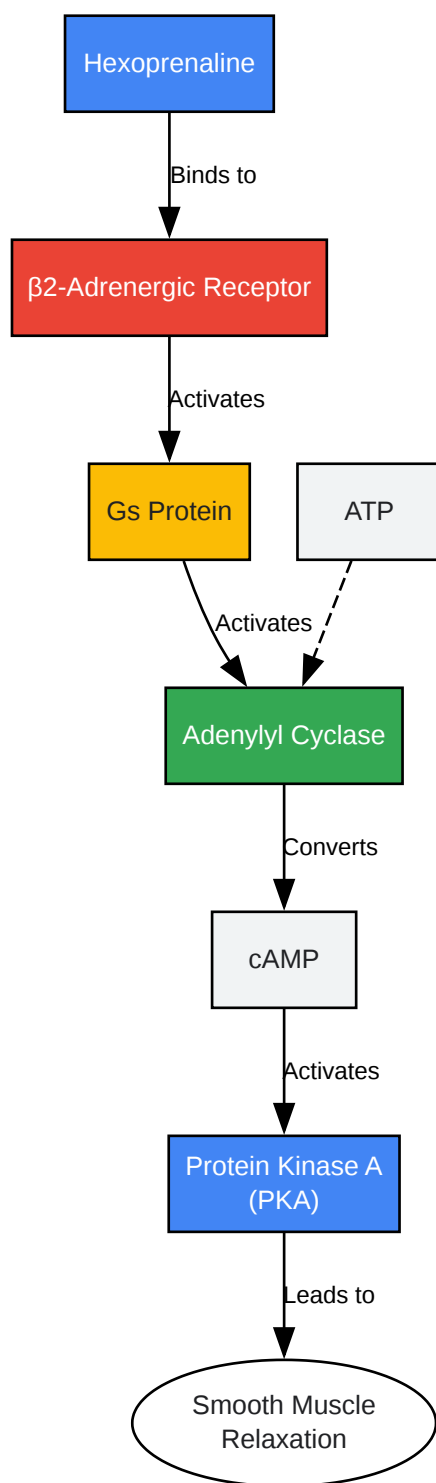 Hexoprenaline
Binds to
β2-Adrenergic Receptor
Activates
Gs Protein
ATP
Activates
Adenylyl Cyclase
Converts
cAMP
Activates
Protein Kinase A
(PKA)
Leads to
Smooth Muscle
Relaxation